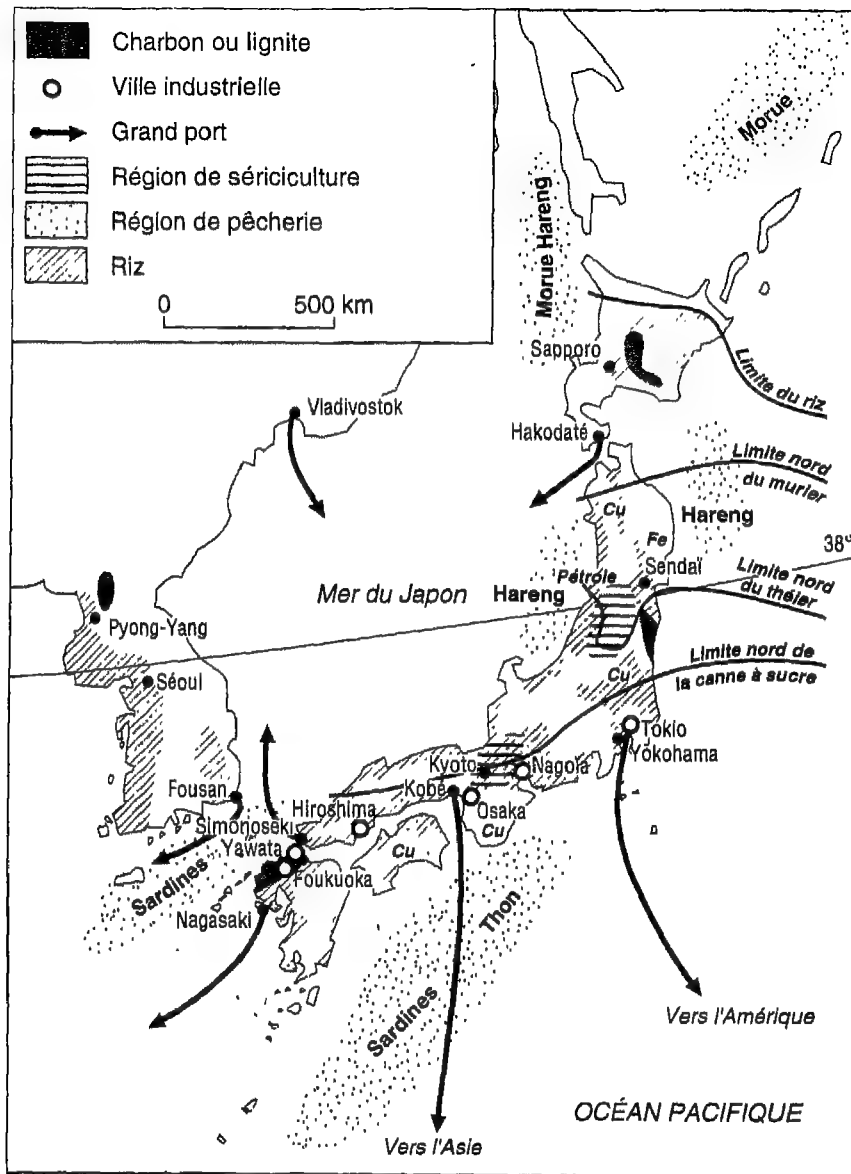 Charbon ou lignite
Ville industrielle
Grand port
Région de sériciculture
Région de pêcherie
Riz
0 500 km
Morue
Morue Hareng
Sapporo
Limite du riz
Vladivostok
Hakodaté
Limite nord
du murier
Cu
Hareng
Fe
38°
Sendaï
Pétrole
Limite nord
du théier
Mer du Japon
Hareng
Pyong-Yang
Limite nord de
la canne à sucre
Séoul
Cu
Tokio
Yokohama
Kyoto
Nagoïa
Kobé
Fousan
Osaka
Hiroshima
Simonoseki
Cu
Yawata
Cu
Sardines
Foukuoka
Thon
Nagasaki
Sardines
Vers l'Amérique
OCÉAN PACIFIQUE
Vers l'Asie